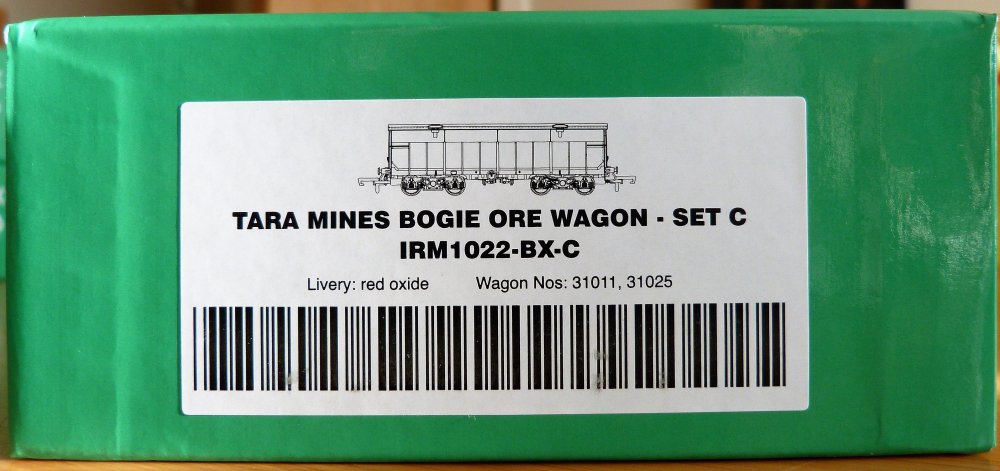 TARA MINES BOGIE ORE WAGON - SET C
IRM1022-BX-C
Livery: red oxide Wagon Nos: 31011, 31025